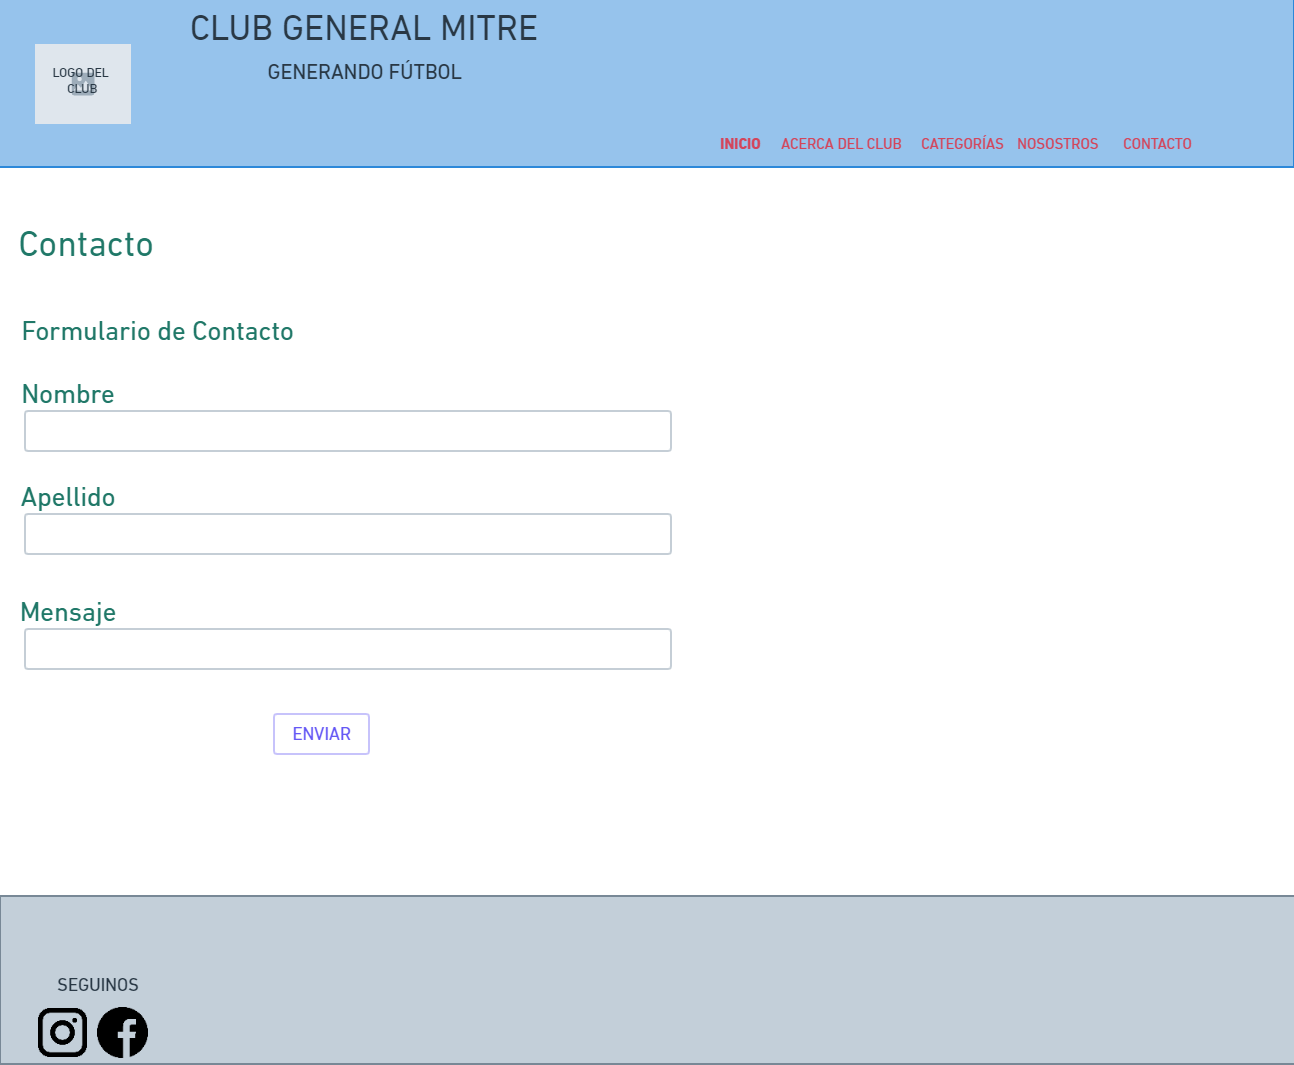 CLUB GENERAL MITRE
GENERANDO FÚTBOL
LOGO DEL
CLUB
INICIO ACERCA DEL CLUB CATEGORÍAS NOSOSTROS CONTACTO
Contacto
Formulario de Contacto
Nombre
Apellido
Mensaje
ENVIAR
SEGUINOS